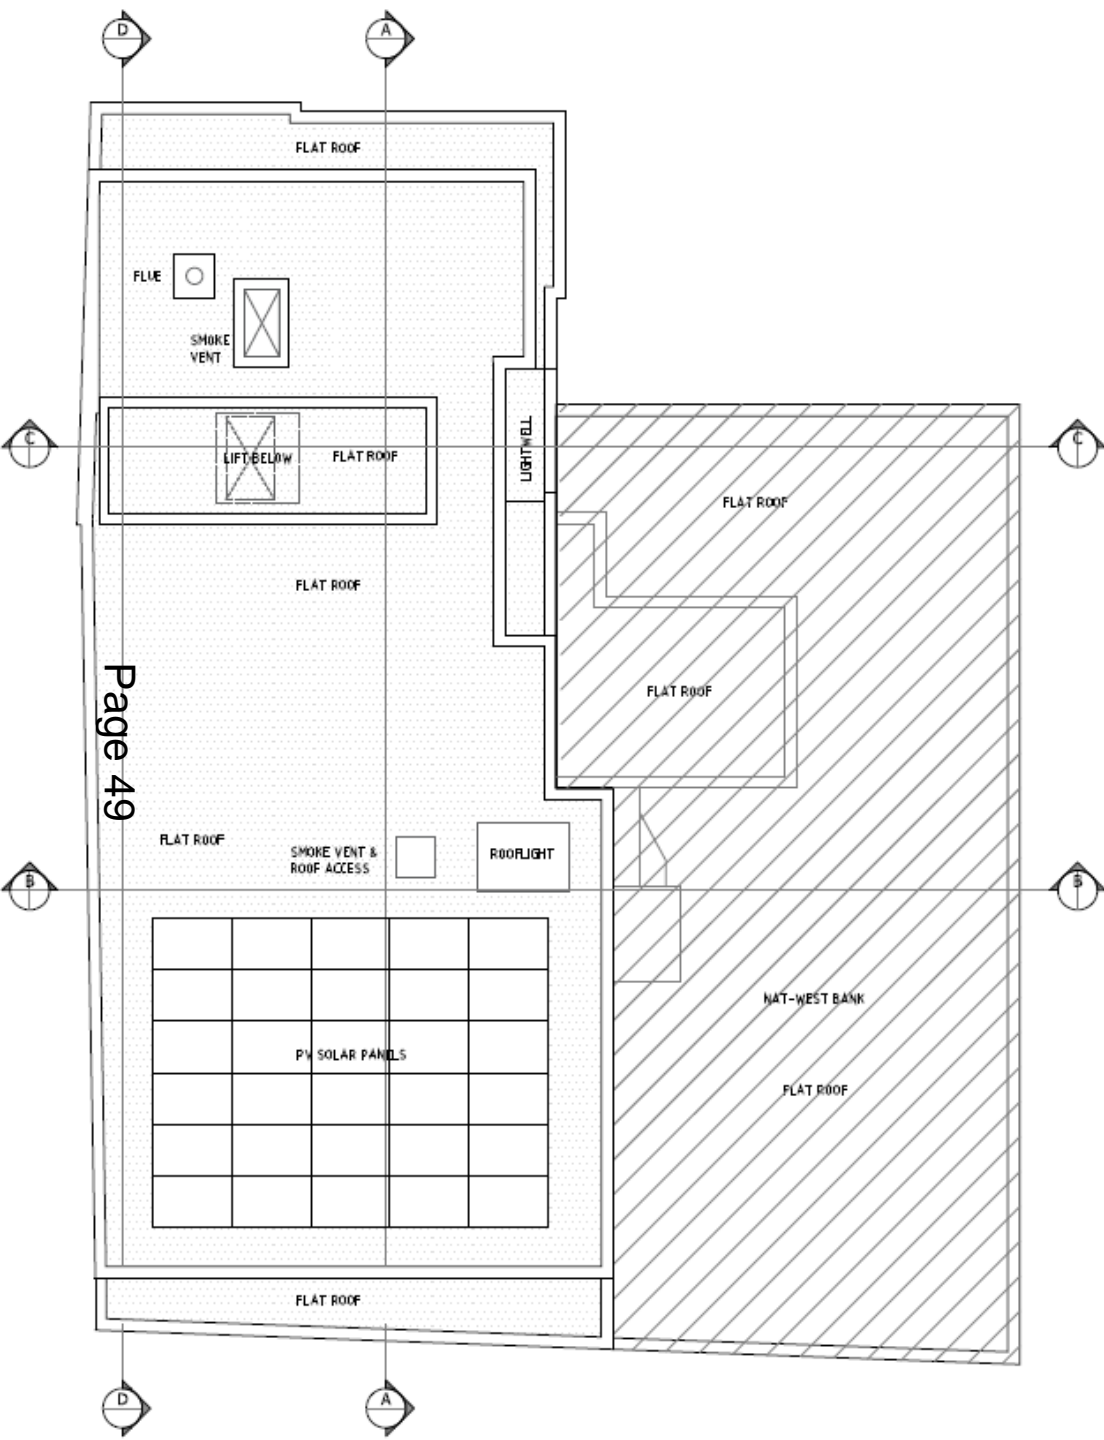 D
A
FLAT ROOF
FLUE
SMOKE
VENT
C
C
LIFT BELOW
FLAT ROOF
LIGHTWELL
FLAT ROOF
FLAT ROOF
FLAT ROOF
Page 49
FLAT ROOF
SMOKE VENT &
ROOF ACCESS
ROOFLIGHT
B
B
NAT-WEST BANK
PV SOLAR PANELS
FLAT ROOF
FLAT ROOF
D
A